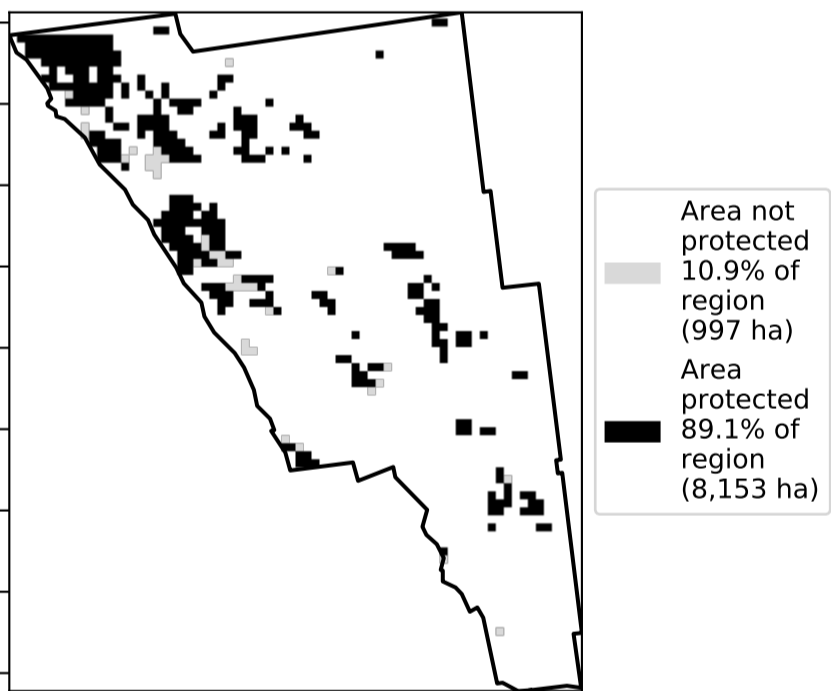 Area not
protected
10.9% of
region
(997 ha)
Area
protected
89.1% of
region
(8,153 ha)